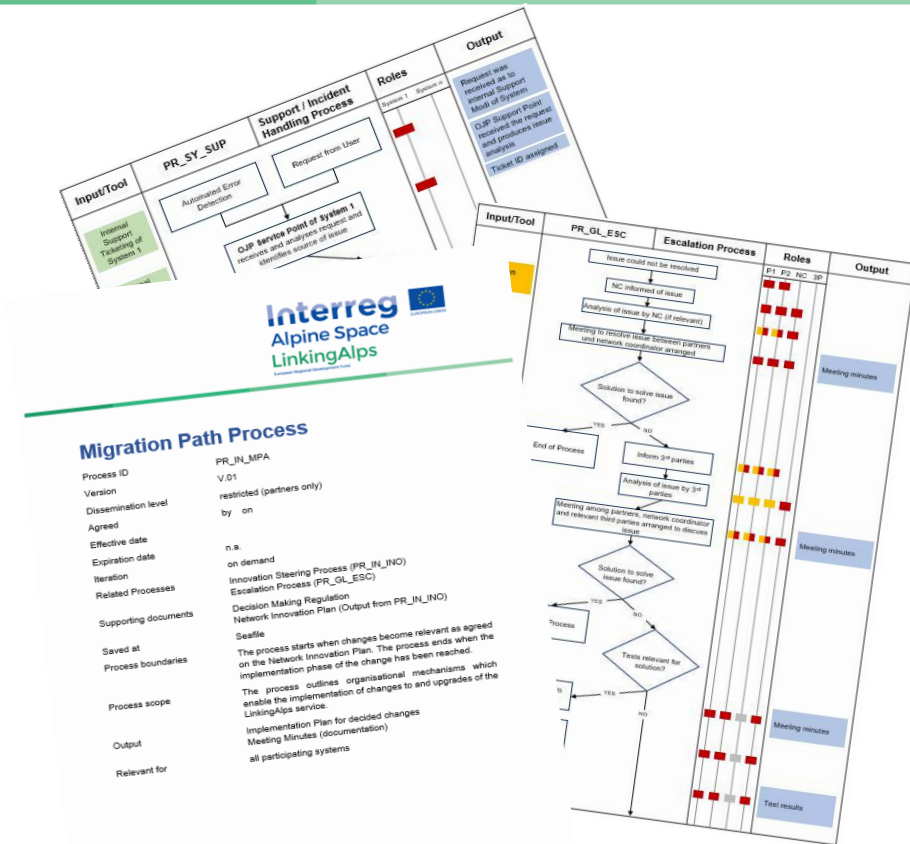 Input/Tool
PR_SY_SUP
Support / Incident
Handling Process
Roles
Output
System 1 System n
Internal
Support
Ticketing of
System 1
Automated Error
Detection
Request from User
OJP Service Point of System 1
receives and analyses request and
identifies source of issue
Request was
received as to
internal Support
Modi of System
OJP Support Point
received the request
and produces issue
analysis
Ticket ID assigned
Input/Tool
PR_GL_ESC
Escalation Process
Roles
Output
P1 P2 NC 3P
Issue could not be resolved
NC informed of issue
Analysis of issue by NC (if relevant)
Meeting to resolve issue between partners
und network coordinator arranged
Meeting minutes
Solution to solve issue
found?
YES
NO
End of Process
Inform 3rd parties
Analysis of issue by 3rd
parties
Meeting among partners, network coordinator
and relevant third parties arranged to discuss
issue
Meeting minutes
Solution to solve
issue found?
YES
NO
Process
Tests relevant for
solution?
YES
NO
Meeting minutes
Test results
Interreg
EUROPEAN UNION
Alpine Space
LinkingAlps
European Regional Development Fund
Migration Path Process
Process ID PR_IN_MPA
Version V.01
Dissemination level restricted (partners only)
Agreed by on
Effective date
Expiration date n.a.
Iteration on demand
Related Processes Innovation Steering Process (PR_IN_INO)
Escalation Process (PR_GL_ESC)
Supporting documents Decision Making Regulation
Network Innovation Plan (Output from PR_IN_INO)
Saved at Seafile
Process boundaries The process starts when changes become relevant as agreed
on the Network Innovation Plan. The process ends when the
implementation phase of the change has been reached.
Process scope The process outlines organisational mechanisms which
enable the implementation of changes to and upgrades of the
LinkingAlps service.
Output Implementation Plan for decided changes
Meeting Minutes (documentation)
Relevant for all participating systems